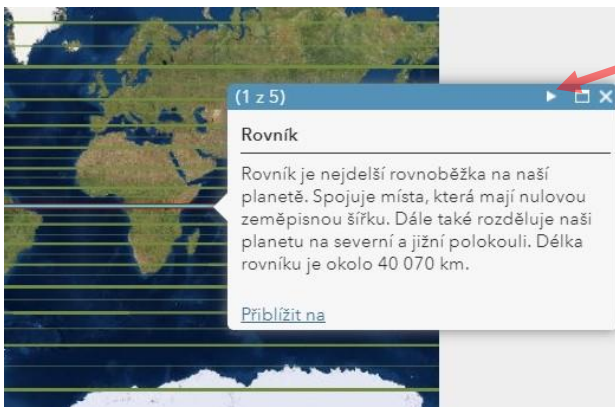 (1 z 5)
Rovník
Rovník je nejdelší rovnoběžka na naší
planetě. Spojuje místa, která mají nulovou
zeměpisnou šířku. Dále také rozděluje naši
planetu na severní a jižní polokouli. Délka
rovníku je okolo 40 070 km.
Přiblížit na